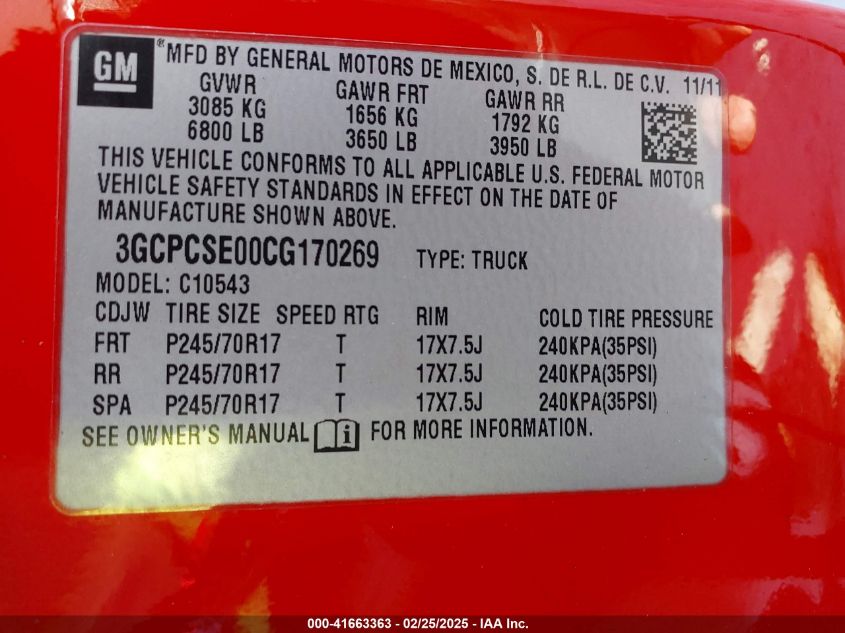 GM ® MFD BY GENERAL MOTORS DE MEXICO, S. DE R.L. DE C.V. 11/11
GVWR GAWR FRT GAWR RR
3085 KG 1656 KG 1792 KG
6800 LB 3650 LB 3950 LB
THIS VEHICLE CONFORMS TO ALL APPLICABLE U.S. FEDERAL MOTOR
VEHICLE SAFETY STANDARDS IN EFFECT ON THE DATE OF
MANUFACTURE SHOWN ABOVE.
3GCPCSE00CG170269 TYPE: TRUCK
MODEL: C10543
CDJW TIRE SIZE SPEED RTG RIM COLD TIRE PRESSURE
FRT P245/70R17 T 17X7.5J 240KPA(35PSI)
RR P245/70R17 T 17X7.5J 240KPA(35PSI)
SPA P245/70R17 T 17X7.5J 240KPA(35PSI)
SEE OWNER'S MANUAL i FOR MORE INFORMATION.
000-41663363 - 02/25/2025 - IAA Inc.